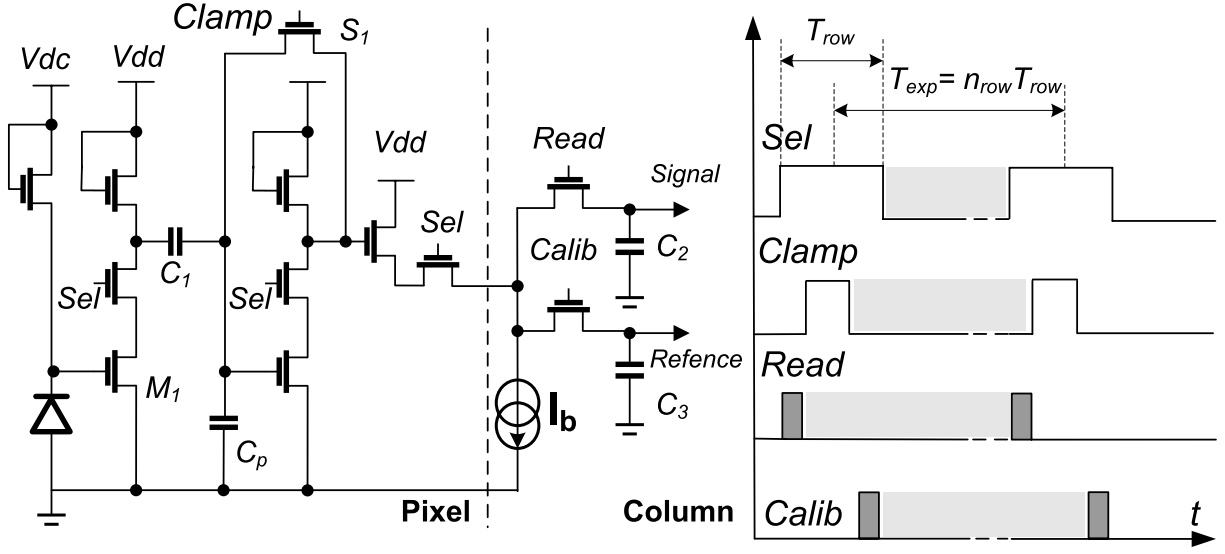 Clamp
S1
Vdc
Vdd
Vdd
Read
Signal
Sel
Calib
C2
C1
Sel
Sel
Refence
M1
C3
Ib
Cp
Pixel
Column
Trow
Texp= nrowTrow
Sel
Clamp
Read
Calib
t